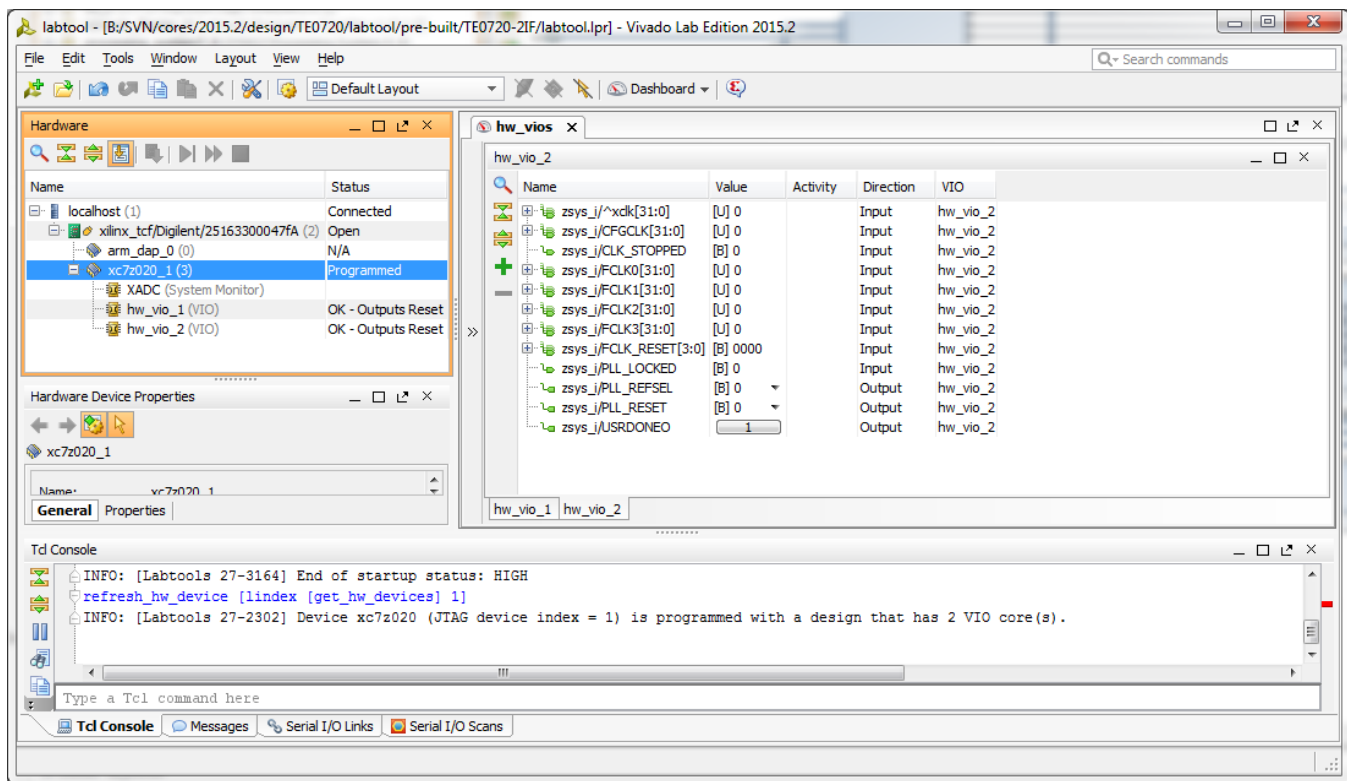 labtool - [B:/SVN/cores/2015.2/design/TE0720/labtool/pre-built/TE0720-2IF/labtool.lpr] - Vivado Lab Edition 2015.2
File Edit Tools Window Layout View Help
Search commands
Default Layout Dashboard
Hardware
Name Status
localhost (1) Connected
xilinx_tcf/Digilent/25163300047fA (2) Open
arm_dap_0 (0) N/A
xc7z020_1 (3) Programmed
XADC (System Monitor)
hw_vio_1 (VIO) OK - Outputs Reset
hw_vio_2 (VIO) OK - Outputs Reset
Hardware Device Properties
xc7z020_1
Name: xc7z020_1
General Properties
hw_vios
hw_vio_2
Name Value Activity Direction VIO
zsys_i/^xclk[31:0] [U] 0 Input hw_vio_2
zsys_i/CFGCLK[31:0] [U] 0 Input hw_vio_2
zsys_i/CLK_STOPPED [B] 0 Input hw_vio_2
zsys_i/FCLK0[31:0] [U] 0 Input hw_vio_2
zsys_i/FCLK1[31:0] [U] 0 Input hw_vio_2
zsys_i/FCLK2[31:0] [U] 0 Input hw_vio_2
zsys_i/FCLK3[31:0] [U] 0 Input hw_vio_2
zsys_i/FCLK_RESET[3:0] [B] 0000 Input hw_vio_2
zsys_i/PLL_LOCKED [B] 0 Input hw_vio_2
zsys_i/PLL_REFSEL [B] 0 Output hw_vio_2
zsys_i/PLL_RESET [B] 0 Output hw_vio_2
zsys_i/USRDONEO 1 Output hw_vio_2
hw_vio_1 hw_vio_2
Tcl Console
INFO: [Labtools 27-3164] End of startup status: HIGH
refresh_hw_device [lindex [get_hw_devices] 1]
INFO: [Labtools 27-2302] Device xc7z020 (JTAG device index = 1) is programmed with a design that has 2 VIO core(s).
Type a Tcl command here
Tcl Console Messages Serial I/O Links Serial I/O Scans